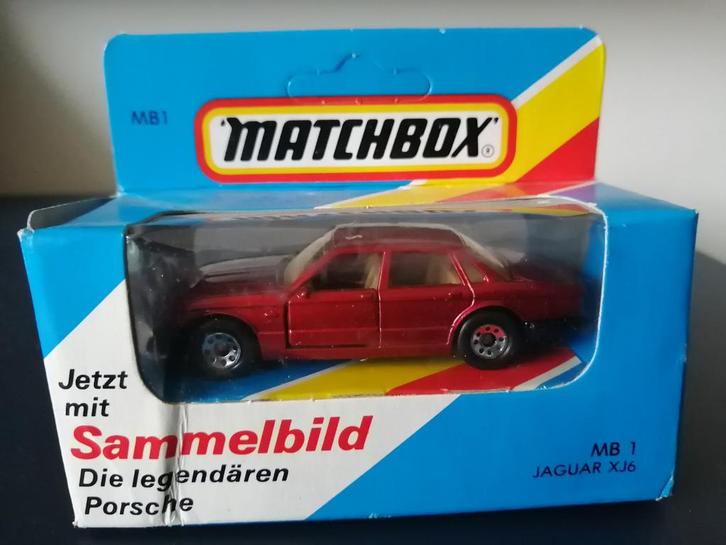 MB1
'MATCHBOX'
®
Jetzt
mit
Sammelbild
Die legendären
Porsche
MB 1
JAGUAR XJ6